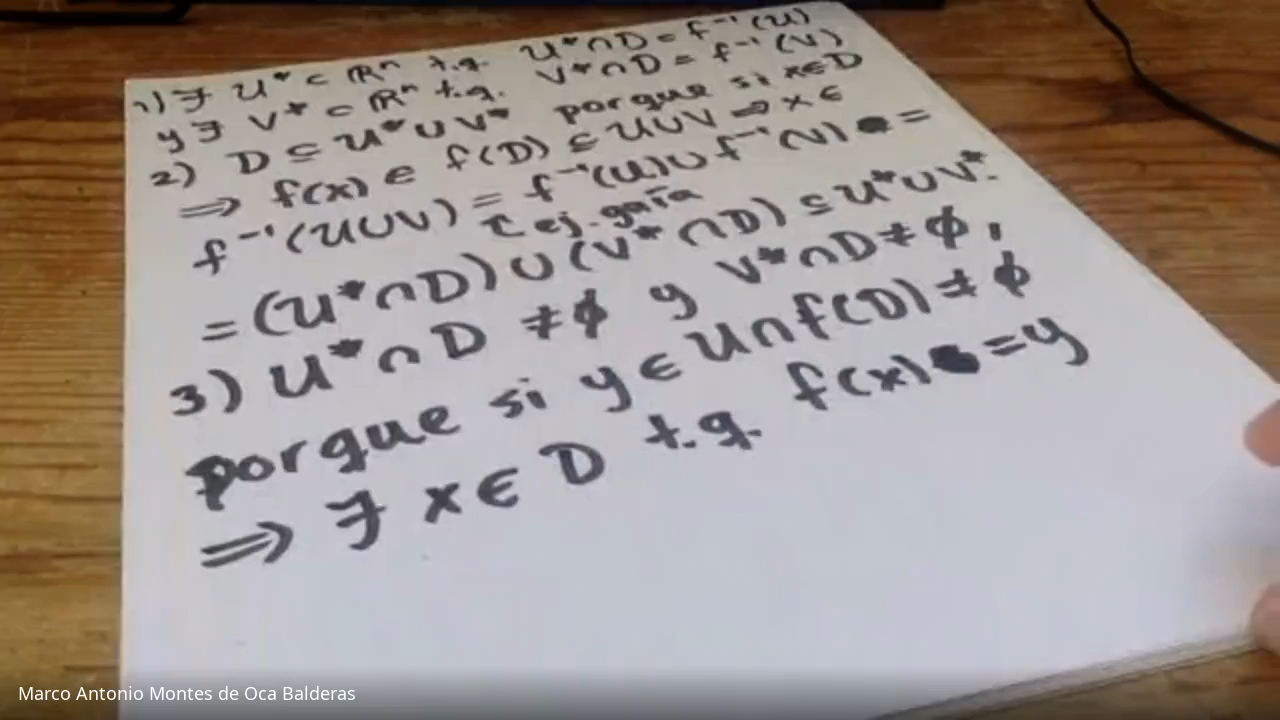 1) ∃ U* ⊂ ℝⁿ t.q. U*∩D = f⁻¹(U)
y ∃ V* ⊂ ℝⁿ t.q. V*∩D = f⁻¹(V)
2) D ⊆ U*∪V* porque si x∈D
⇒ f(x) ∈ f(D) ⊆ U∪V ⇒ x ∈
f⁻¹(U∪V) = f⁻¹(U)∪f⁻¹(V) =
ej. guía
= (U*∩D)∪(V*∩D) ⊆ U*∪V*.
3) U*∩D ≠ ∅ y V*∩D ≠ ∅,
porque si y ∈ U∩f(D) ≠ ∅
⇒ ∃ x ∈ D t.q. f(x) = y
Marco Antonio Montes de Oca Balderas